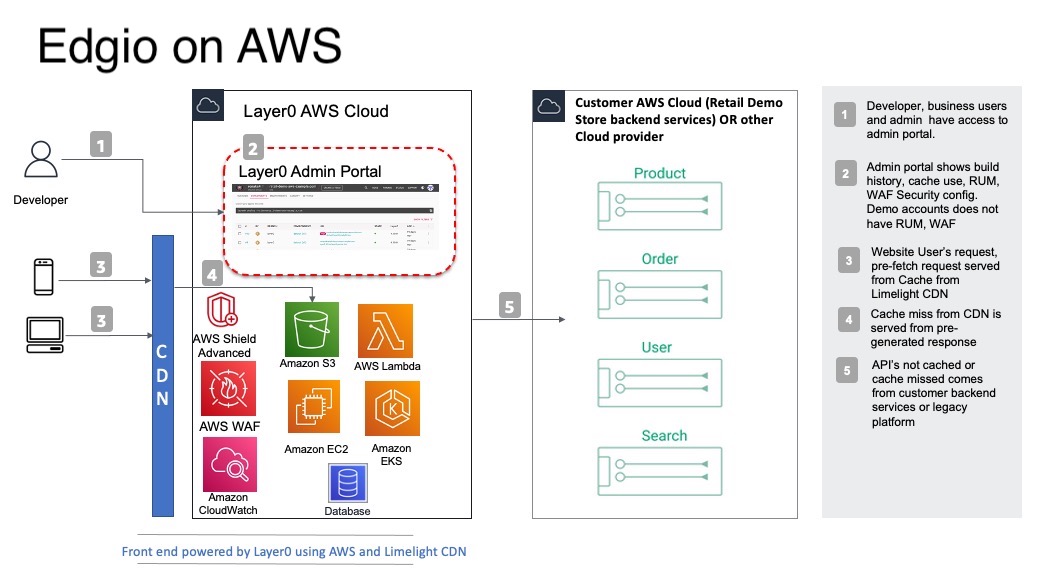 Edgio on AWS
Layer0 AWS Cloud
Customer AWS Cloud (Retail Demo
Store backend services) OR other
Cloud provider
1
Developer
2
Layer0 Admin Portal
3
3
4
C
D
N
AWS Shield
Advanced
Amazon S3
AWS Lambda
AWS WAF
Amazon EC2
Amazon
EKS
Amazon
CloudWatch
Database
5
Product
Order
User
Search
1
Developer, business users
and admin have access to
admin portal.
2
Admin portal shows build
history, cache use, RUM,
WAF Security config.
Demo accounts does not
have RUM, WAF
3
Website User's request,
pre-fetch request served
from Cache from
Limelight CDN
4
Cache miss from CDN is
served from pre-
generated response
5
API's not cached or
cache missed comes
from customer backend
services or legacy
platform
Front end powered by Layer0 using AWS and Limelight CDN